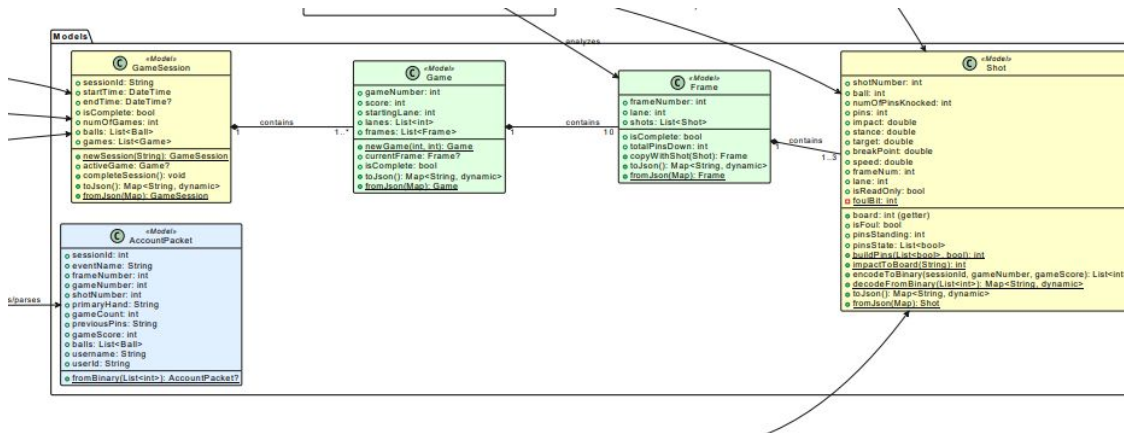 Models
analyzes
C
«Model»
GameSession
sessionId: String
startTime: DateTime
endTime: DateTime?
isComplete: bool
numOfGames: int
balls: List<Ball>
games: List<Game>
newSession(String): GameSession
activeGame: Game?
completeSession(): void
toJson(): Map<String, dynamic>
fromJson(Map): GameSession
1
contains
1..*
C
«Model»
Game
gameNumber: int
score: int
startingLane: int
lanes: List<int>
frames: List<Frame>
newGame(int, int): Game
currentFrame: Frame?
isComplete: bool
toJson(): Map<String, dynamic>
fromJson(Map): Game
1
contains
10
C
«Model»
Frame
frameNumber: int
lane: int
shots: List<Shot>
isComplete: bool
totalPinsDown: int
copyWithShot(Shot): Frame
toJson(): Map<String, dynamic>
fromJson(Map): Frame
1
contains
1..3
C
«Model»
Shot
shotNumber: int
ball: int
numOfPinsKnocked: int
pins: int
impact: double
stance: double
target: double
breakPoint: double
speed: double
frameNum: int
lane: int
isReadOnly: bool
foulBit: int
board: int (getter)
isFoul: bool
pinsStanding: int
pinsState: List<bool>
buildPins(List<bool>, bool): int
impactToBoard(String): int
encodeToBinary(sessionId, gameNumber, gameScore): List<int
decodeFromBinary(List<int>): Map<String, dynamic>
toJson(): Map<String, dynamic>
fromJson(Map): Shot
s/parses
C
«Model»
AccountPacket
sessionId: int
eventName: String
frameNumber: int
gameNumber: int
shotNumber: int
primaryHand: String
gameCount: int
previousPins: String
gameScore: int
balls: List<Ball>
username: String
userId: String
fromBinary(List<int>): AccountPacket?